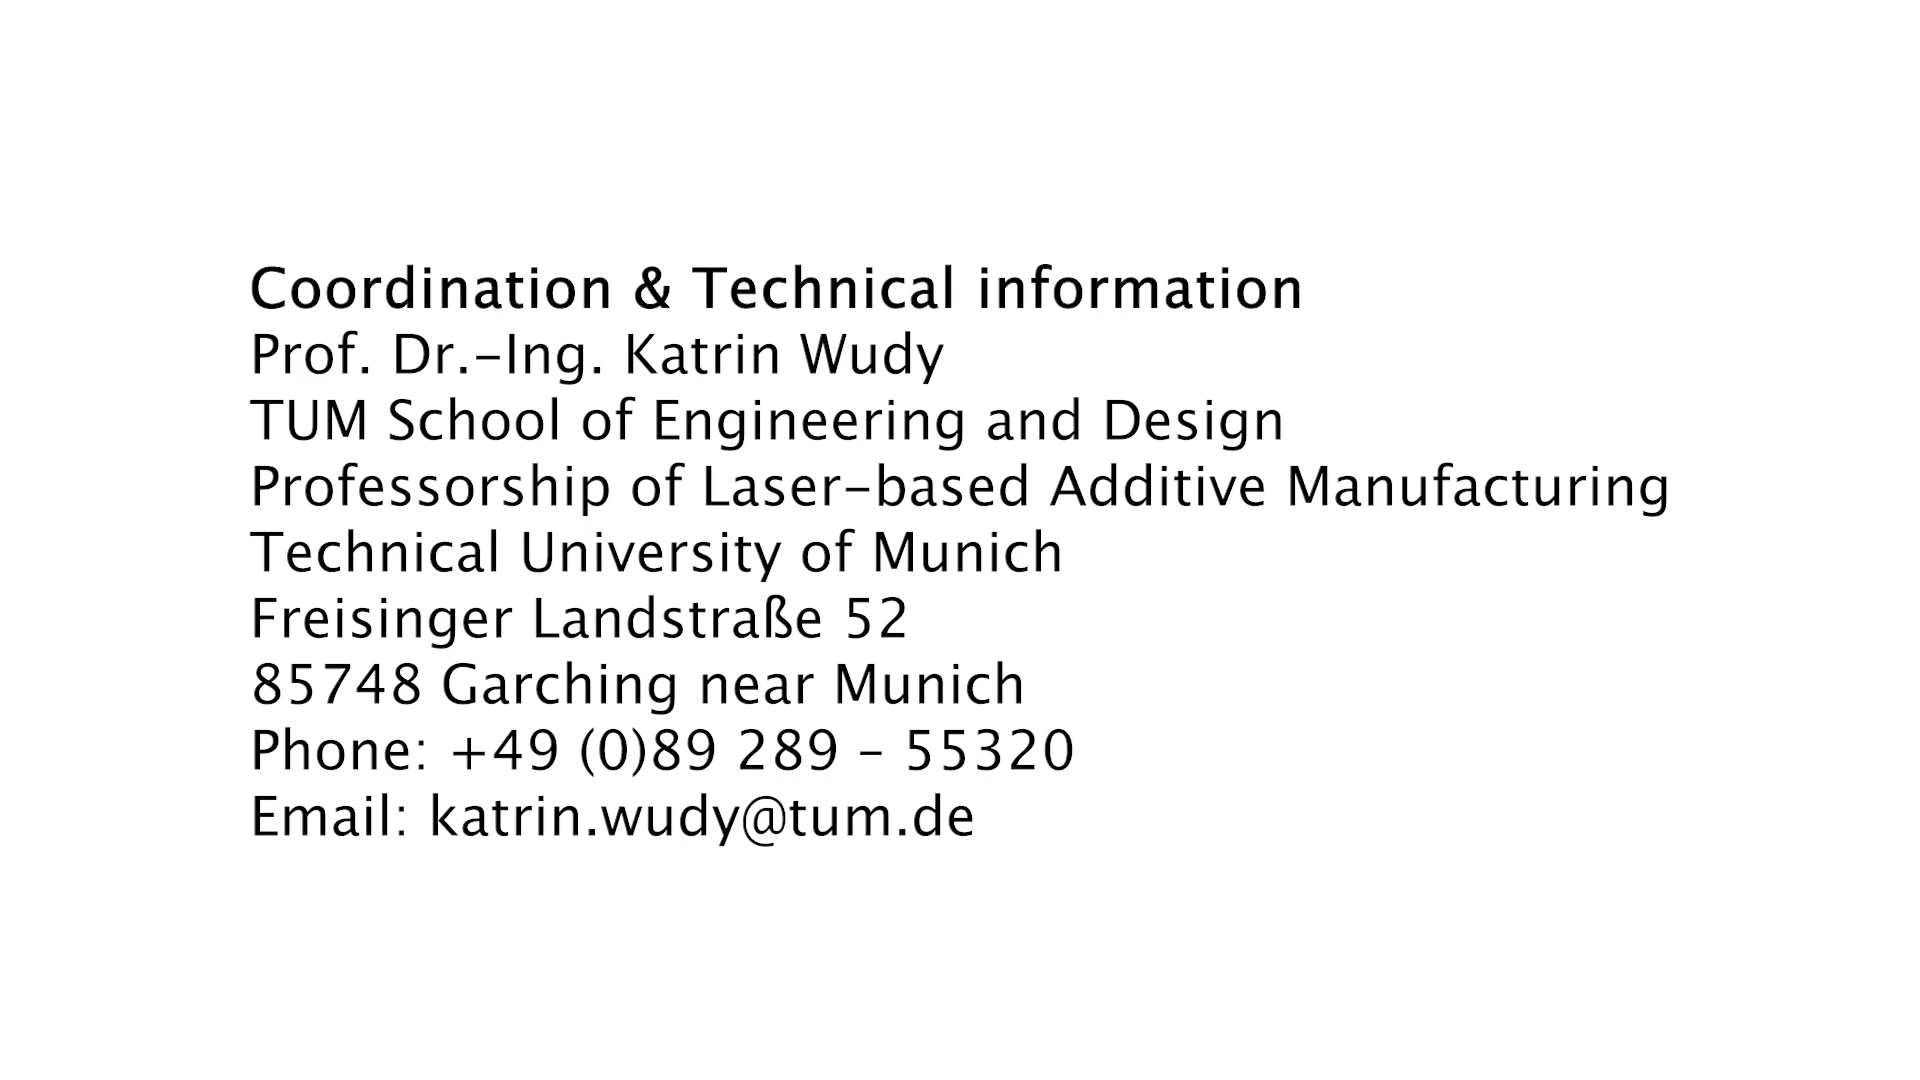 Coordination & Technical information
Prof. Dr.-Ing. Katrin Wudy
TUM School of Engineering and Design
Professorship of Laser-based Additive Manufacturing
Technical University of Munich
Freisinger Landstraße 52
85748 Garching near Munich
Phone: +49 (0)89 289 - 55320
Email: katrin.wudy@tum.de